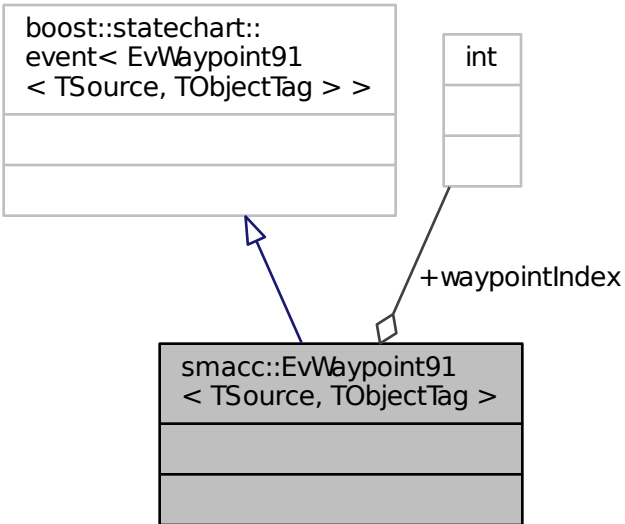 boost::statechart::
event< EvWaypoint91
< TSource, TObjectTag > >
int
+waypointIndex
smacc::EvWaypoint91
< TSource, TObjectTag >